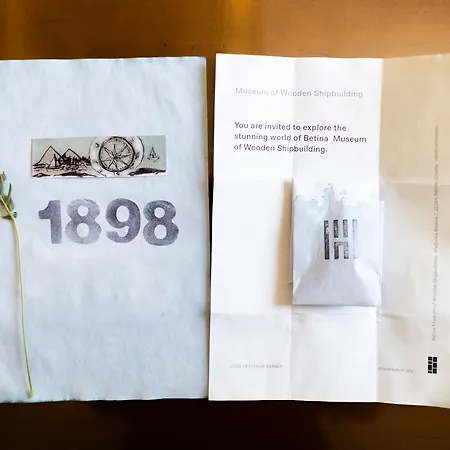 1898
Museum of Wooden Shipbuilding
You are invited to explore the
stunning world of Betina Museum
of Wooden Shipbuilding.